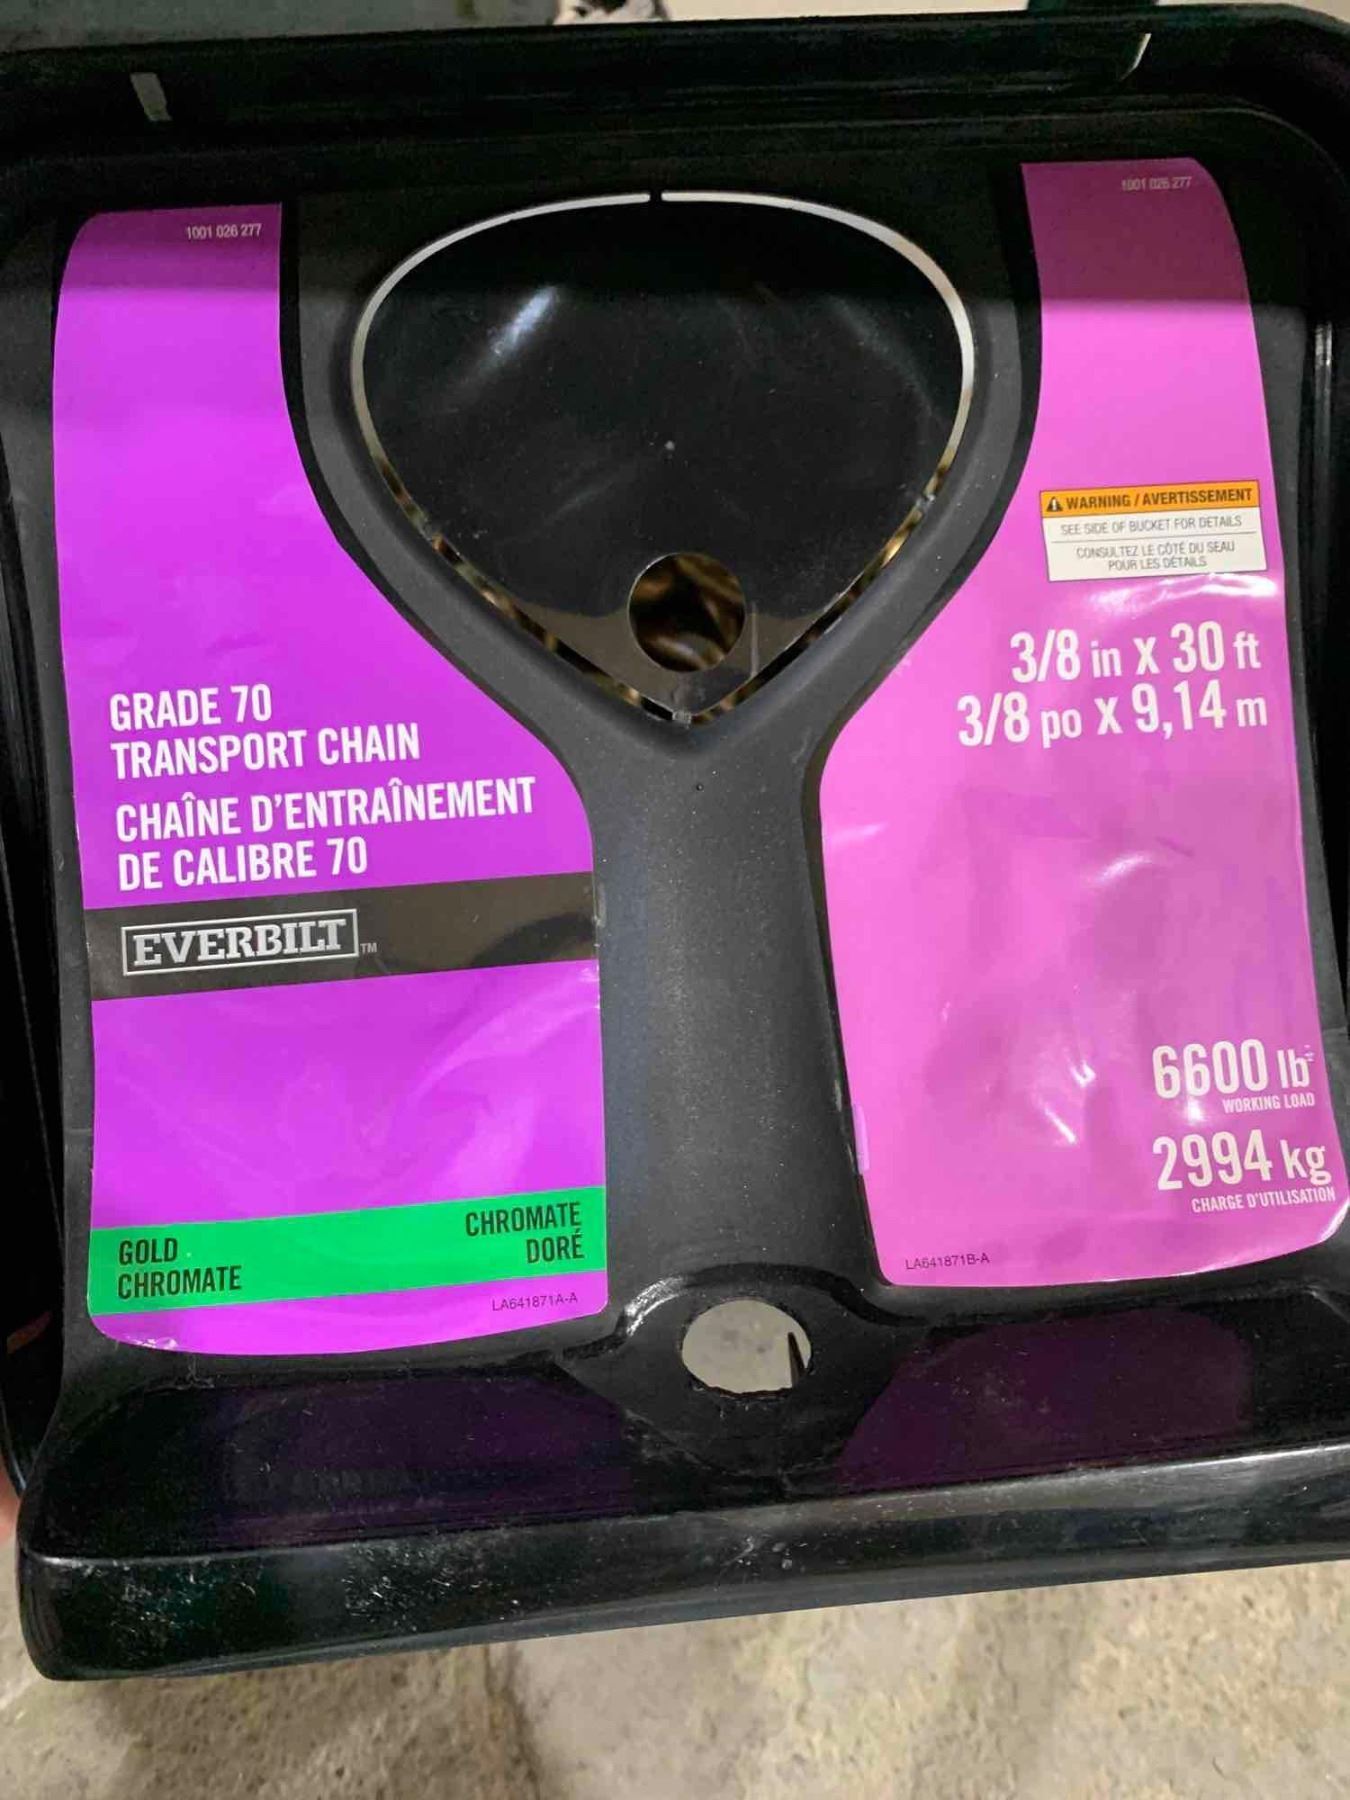 1001 026 277
GRADE 70
TRANSPORT CHAIN
CHAÎNE D'ENTRAÎNEMENT
DE CALIBRE 70
EVERBILT TM
GOLD
CHROMATE
CHROMATE
DORÉ
LA641871A-A
1001 026 277
WARNING / AVERTISSEMENT
SEE SIDE OF BUCKET FOR DETAILS
CONSULTEZ LE CÔTÉ DU SEAU
POUR LES DÉTAILS
3/8 in X 30 ft
3/8 po X 9,14 m
6600 lb
WORKING LOAD
2994 kg
CHARGE D'UTILISATION
LA641871B-A